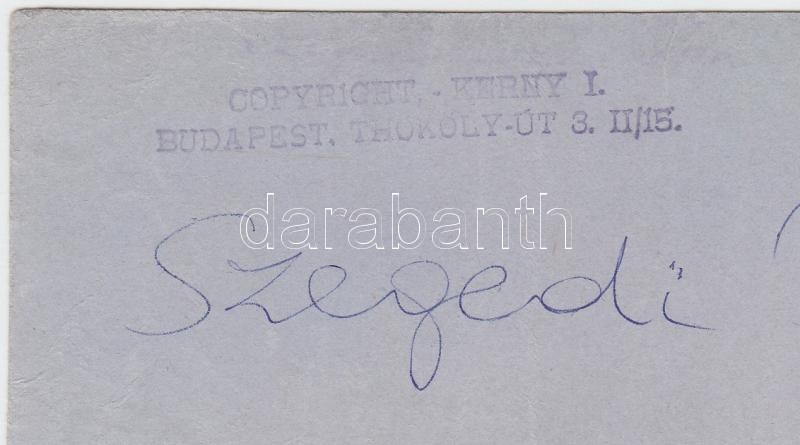 COPYRIGHT, - KERNY I.
BUDAPEST, THÖKÖLY-ÚT 3. II/15.
darabanth
Szegedi